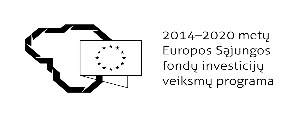 2014–2020 metų
Europos Sąjungos
fondų investicijų
veiksmų programa